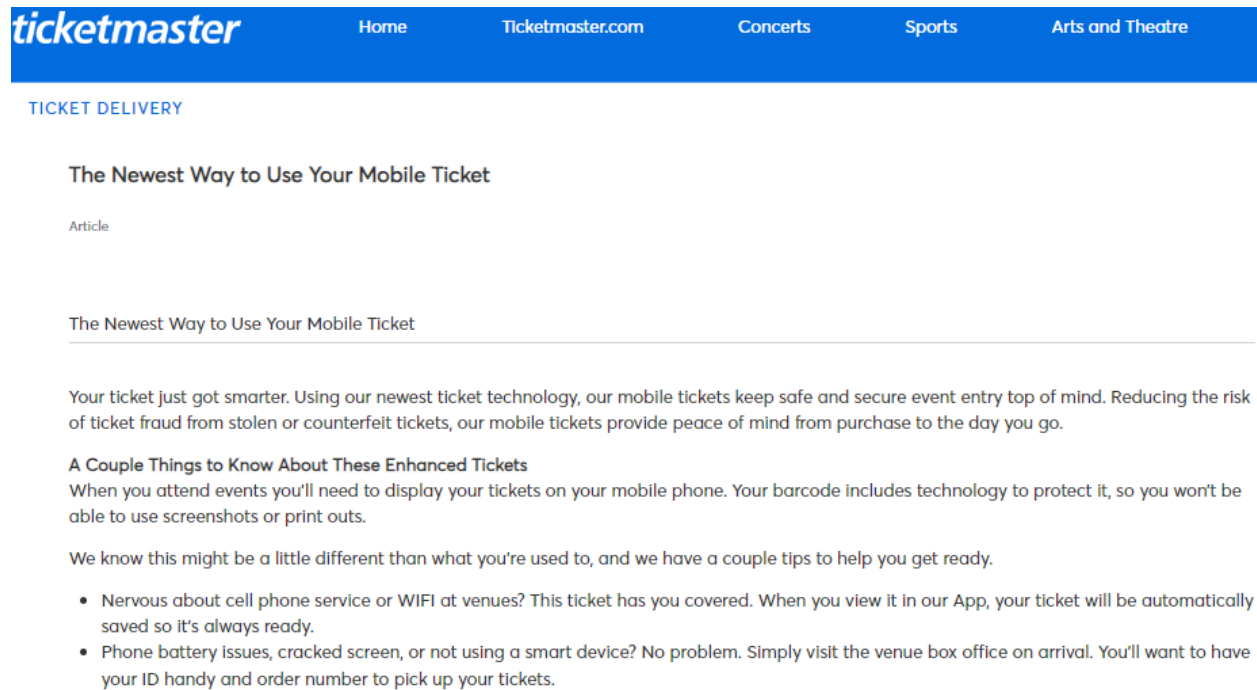 ticketmaster Home TIcketmaster.com Concerts Sports Arts and Theatre
TICKET DELIVERY
The Newest Way to Use Your Mobile Ticket
Article
The Newest Way to Use Your Mobile Ticket
Your ticket just got smarter. Using our newest ticket technology, our mobile tickets keep safe and secure event entry top of mind. Reducing the risk
of ticket fraud from stolen or counterfeit tickets, our mobile tickets provide peace of mind from purchase to the day you go.
A Couple Things to Know About These Enhanced Tickets
When you attend events you'll need to display your tickets on your mobile phone. Your barcode includes technology to protect it, so you won't be
able to use screenshots or print outs.
We know this might be a little different than what you're used to, and we have a couple tips to help you get ready.
• Nervous about cell phone service or WIFI at venues? This ticket has you covered. When you view it in our App, your ticket will be automatically
saved so it's always ready.
• Phone battery issues, cracked screen, or not using a smart device? No problem. Simply visit the venue box office on arrival. You'll want to have
your ID handy and order number to pick up your tickets.